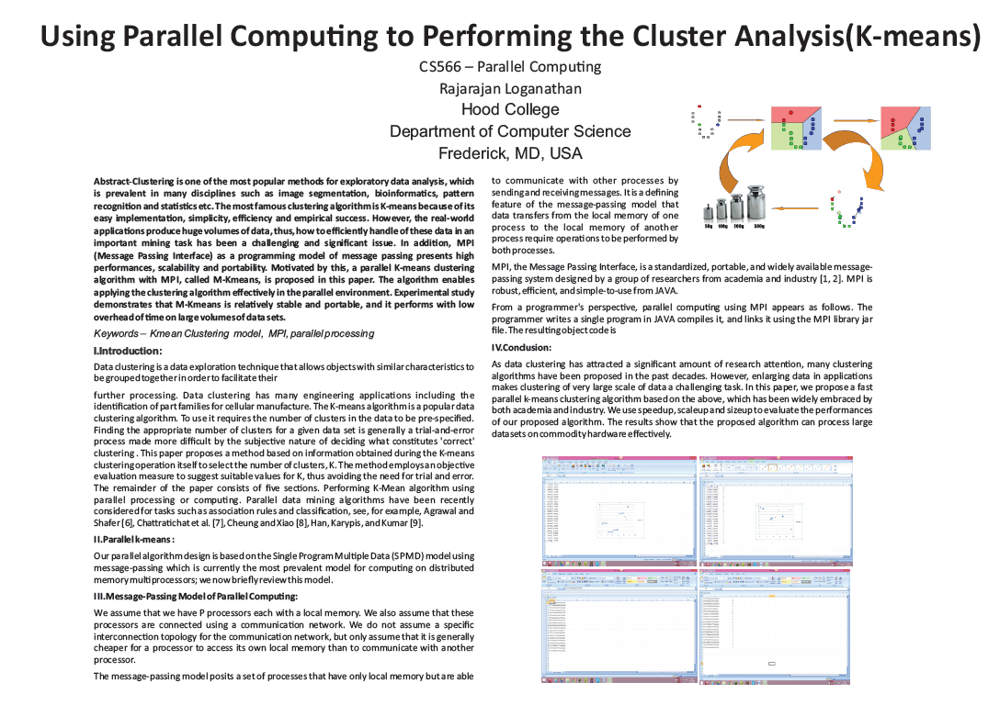 Using Parallel Computing to Performing the Cluster Analysis(K-means)
CS566 – Parallel Computing
Rajarajan Loganathan
Hood College
Department of Computer Science
Frederick, MD, USA
Abstract-Clustering is one of the most popular methods for exploratory data analysis, which
is prevalent in many disciplines such as image segmentation, bioinformatics, pattern
recognition and statistics etc. The most famous clustering algorithm is K-means because of its
easy implementation, simplicity, efficiency and empirical success. However, the real-world
applications produce huge volumes of data, thus, how to efficiently handle of these data in an
important mining task has been a challenging and significant issue. In addition, MPI
(Message Passing Interface) as a programming model of message passing presents high
performances, scalability and portability. Motivated by this, a parallel K-means clustering
algorithm with MPI, called M-Kmeans, is proposed in this paper. The algorithm enables
applying the clustering algorithm effectively in the parallel environment. Experimental study
demonstrates that M-Kmeans is relatively stable and portable, and it performs with low
overhead of time on large volumes of data sets.
Keywords – Kmean Clustering model, MPI, parallel processing
I.Introduction:
Data clustering is a data exploration technique that allows objects with similar characteristics to
be grouped together in order to facilitate their
further processing. Data clustering has many engineering applications including the
identification of part families for cellular manufacture. The K-means algorithm is a popular data
clustering algorithm. To use it requires the number of clusters in the data to be pre-specified.
Finding the appropriate number of clusters for a given data set is generally a trial-and-error
process made more difficult by the subjective nature of deciding what constitutes 'correct'
clustering . This paper proposes a method based on information obtained during the K-means
clustering operation itself to select the number of clusters, K. The method employs an objective
evaluation measure to suggest suitable values for K, thus avoiding the need for trial and error.
The remainder of the paper consists of five sections. Performing K-Mean algorithm using
parallel processing or computing. Parallel data mining algorithms have been recently
considered for tasks such as association rules and classification, see, for example, Agrawal and
Shafer [6], Chattratichat et al. [7], Cheung and Xiao [8], Han, Karypis, and Kumar [9].
II.Parallel k-means :
Our parallel algorithm design is based on the Single Program Multiple Data (SPMD) model using
message-passing which is currently the most prevalent model for computing on distributed
memory multiprocessors; we now briefly review this model.
III.Message-Passing Model of Parallel Computing:
We assume that we have P processors each with a local memory. We also assume that these
processors are connected using a communication network. We do not assume a specific
interconnection topology for the communication network, but only assume that it is generally
cheaper for a processor to access its own local memory than to communicate with another
processor.
The message-passing model posits a set of processes that have only local memory but are able
to communicate with other processes by
sending and receiving messages. It is a defining
feature of the message-passing model that
data transfers from the local memory of one
process to the local memory of another
process require operations to be performed by
both processes.
MPI, the Message Passing Interface, is a standardized, portable, and widely available message-
passing system designed by a group of researchers from academia and industry [1, 2]. MPI is
robust, efficient, and simple-to-use from JAVA.
From a programmer's perspective, parallel computing using MPI appears as follows. The
programmer writes a single program in JAVA compiles it, and links it using the MPI library jar
file. The resulting object code is
IV.Conclusion:
As data clustering has attracted a significant amount of research attention, many clustering
algorithms have been proposed in the past decades. However, enlarging data in applications
makes clustering of very large scale of data a challenging task. In this paper, we propose a fast
parallel k-means clustering algorithm based on the above, which has been widely embraced by
both academia and industry. We use speedup, scaleup and sizeup to evaluate the performances
of our proposed algorithm. The results show that the proposed algorithm can process large
datasets on commodity hardware effectively.
50g 100g 200g 500g